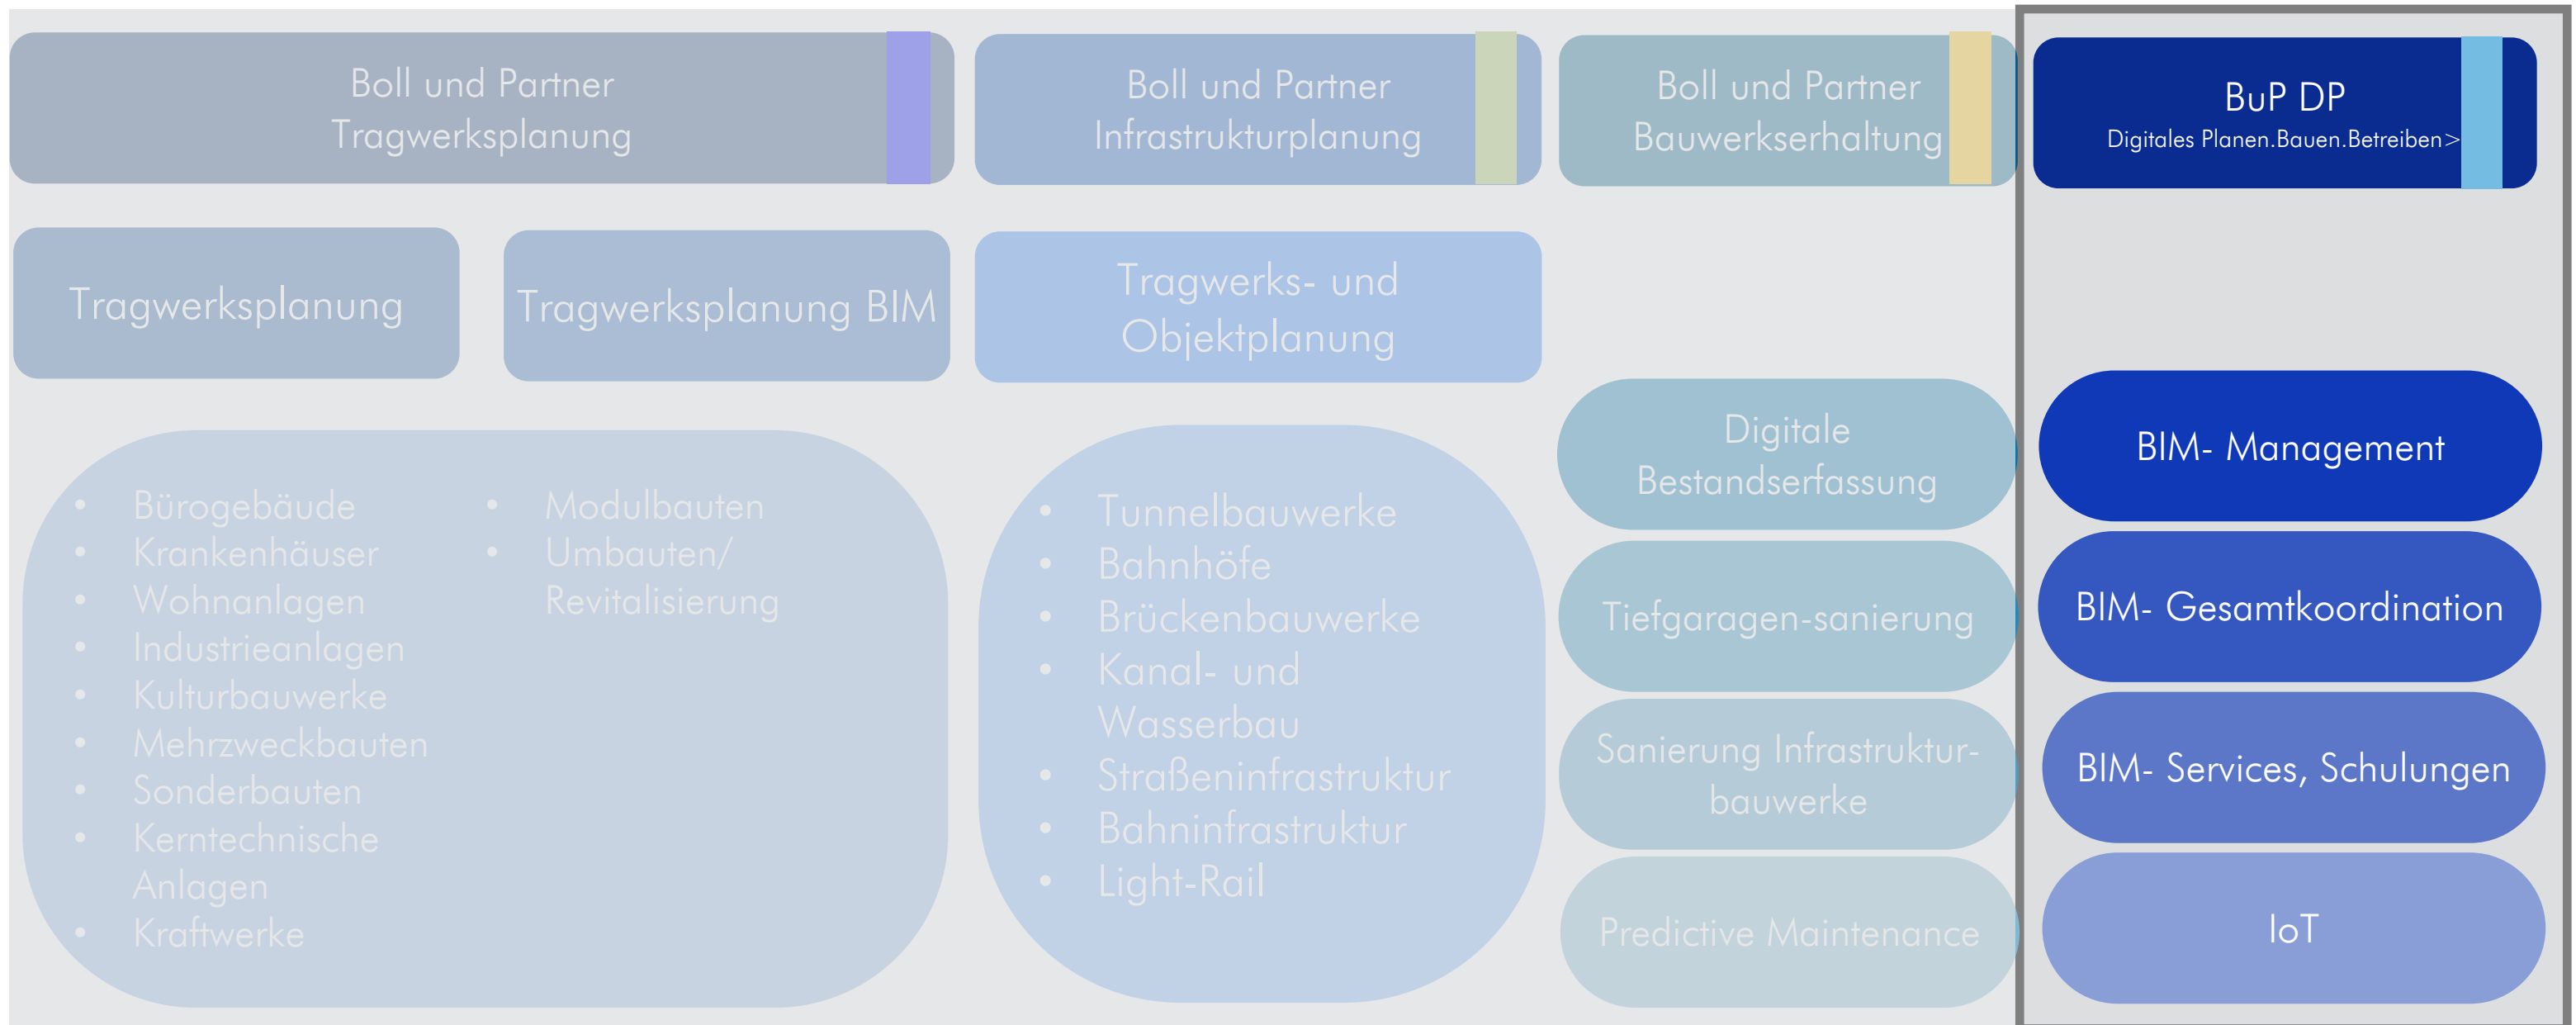 Boll und Partner
Tragwerksplanung
Boll und Partner
Infrastrukturplanung
Boll und Partner
Bauwerkserhaltung
BuP DP
Digitales Planen.Bauen.Betreiben>
Tragwerksplanung
Tragwerksplanung BIM
Tragwerks- und
Objektplanung
• Bürogebäude
• Krankenhäuser
• Wohnanlagen
• Industrieanlagen
• Kulturbauwerke
• Mehrzweckbauten
• Sonderbauten
• Kerntechnische
Anlagen
• Kraftwerke
• Modulbauten
• Umbauten/
Revitalisierung
• Tunnelbauwerke
• Bahnhöfe
• Brückenbauwerke
• Kanal- und
Wasserbau
• Straßeninfrastruktur
• Bahninfrastruktur
• Light-Rail
Digitale
Bestandserfassung
Tiefgaragen-sanierung
Sanierung Infrastruktur-
bauwerke
Predictive Maintenance
BIM- Management
BIM- Gesamtkoordination
BIM- Services, Schulungen
IoT